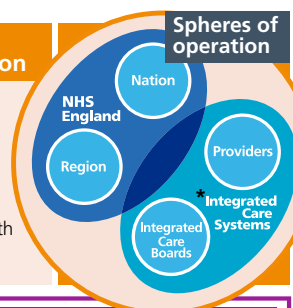 Spheres of
operation
on
Nation
NHS
England
Region
Providers
*Integrated
Care
Systems
Integrated
Care
Boards
th